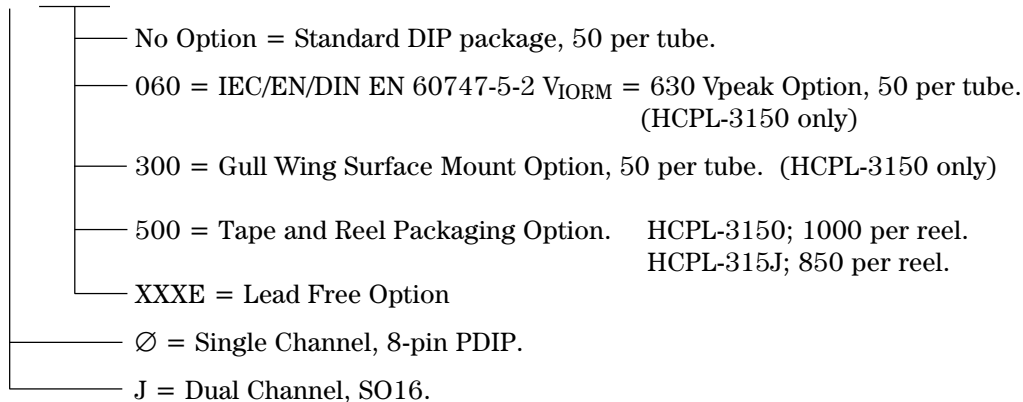 No Option = Standard DIP package, 50 per tube.
060 = IEC/EN/DIN EN 60747-5-2 VIORM = 630 Vpeak Option, 50 per tube.
(HCPL-3150 only)
300 = Gull Wing Surface Mount Option, 50 per tube. (HCPL-3150 only)
500 = Tape and Reel Packaging Option. HCPL-3150; 1000 per reel.
HCPL-315J; 850 per reel.
XXXE = Lead Free Option
∅ = Single Channel, 8-pin PDIP.
J = Dual Channel, SO16.